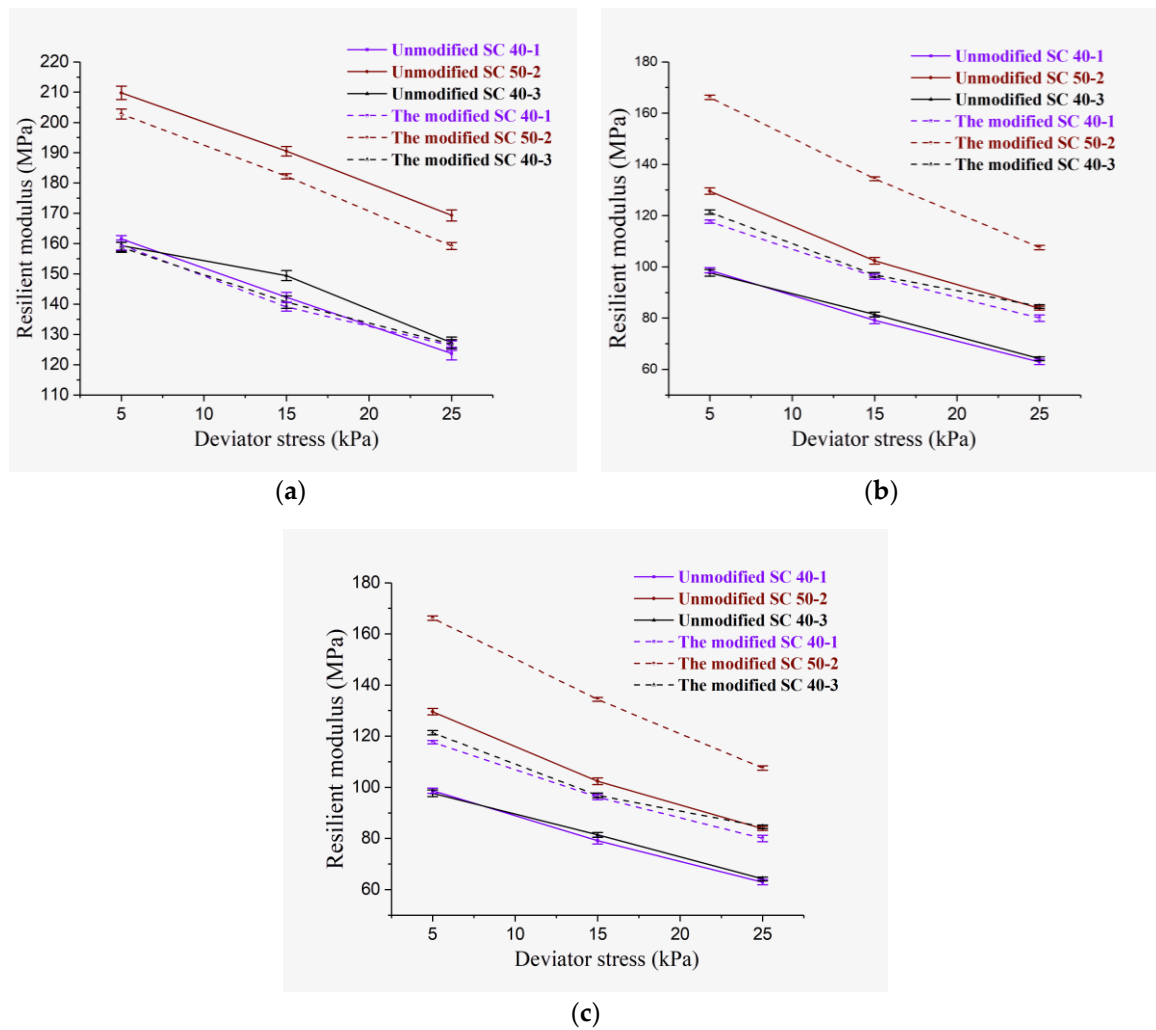 Unmodified SC 40-1
Unmodified SC 50-2
Unmodified SC 40-3
The modified SC 40-1
The modified SC 50-2
The modified SC 40-3
220
210
200
190
180
170
160
150
140
130
120
110
Resilient modulus (MPa)
5 10 15 20 25
Deviator stress (kPa)
(a)
Unmodified SC 40-1
Unmodified SC 50-2
Unmodified SC 40-3
The modified SC 40-1
The modified SC 50-2
The modified SC 40-3
180
160
140
120
100
80
60
Resilient modulus (MPa)
5 10 15 20 25
Deviator stress (kPa)
(b)
Unmodified SC 40-1
Unmodified SC 50-2
Unmodified SC 40-3
The modified SC 40-1
The modified SC 50-2
The modified SC 40-3
180
160
140
120
100
80
60
Resilient modulus (MPa)
5 10 15 20 25
Deviator stress (kPa)
(c)